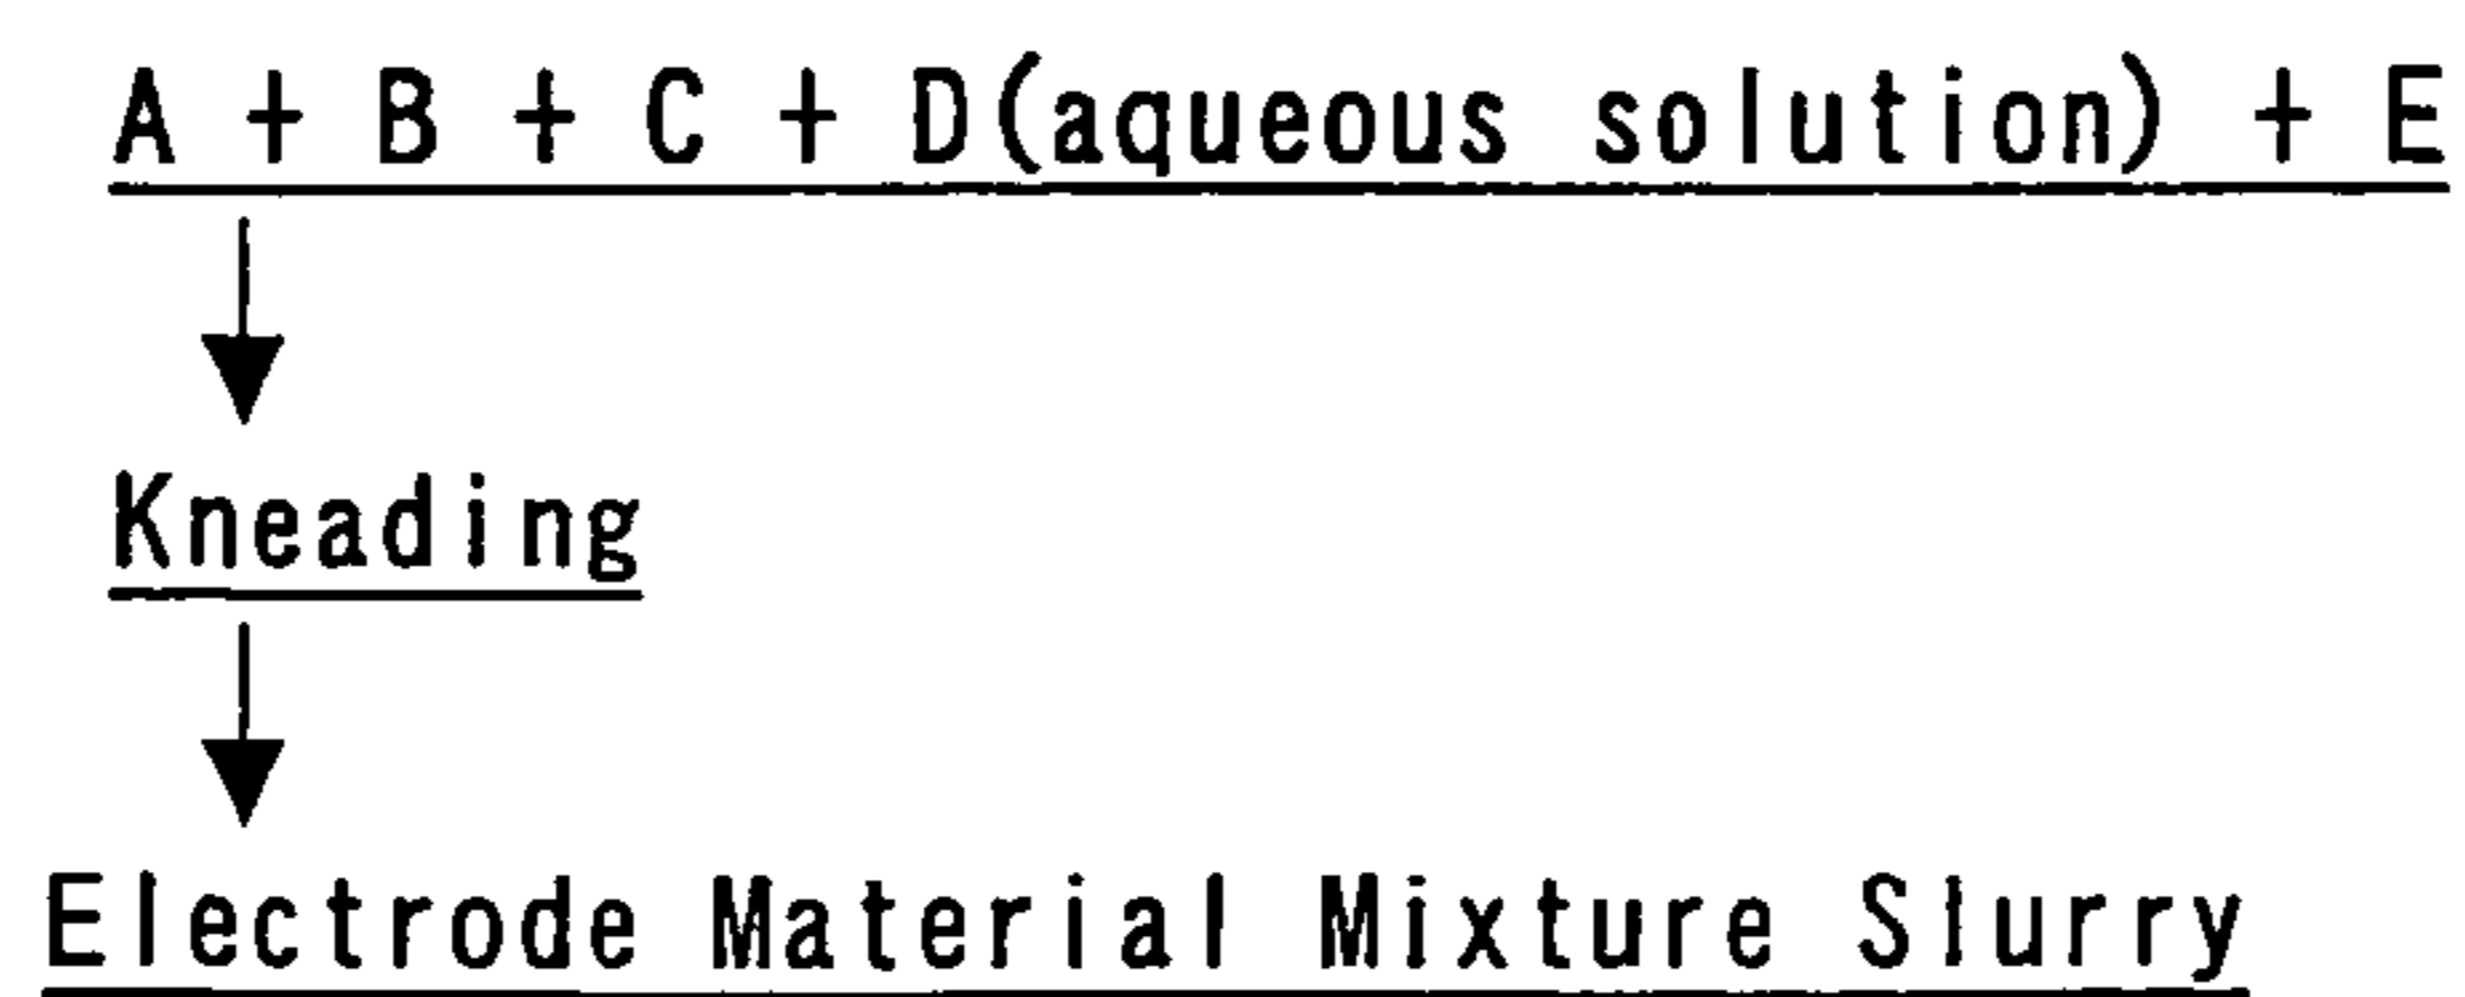 A + B + C + D(aqueous solution) + E
Kneading
Electrode Material Mixture Slurry